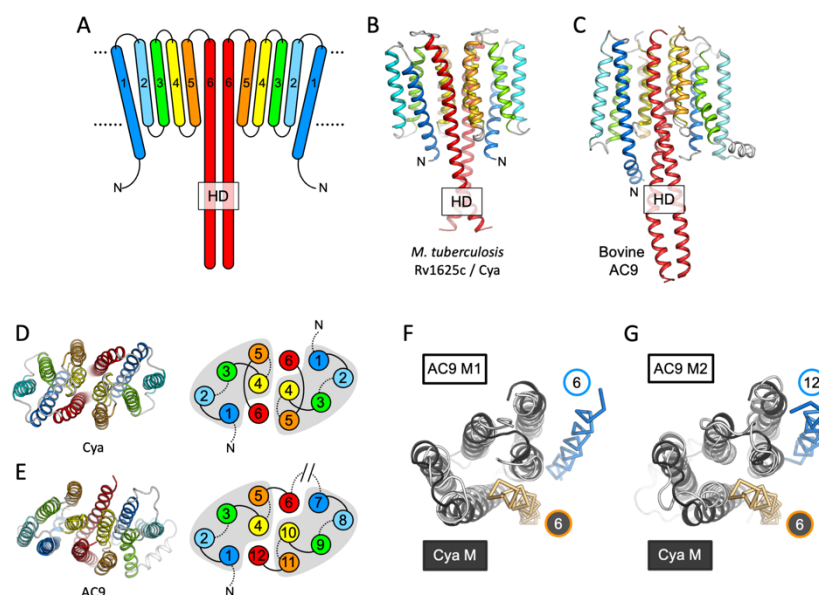 A
1 2 3 4 5 6 6 5 4 3 2 1
N
N
HD
B
N
N
HD
M. tuberculosis
Rv1625c / Cya
C
N
HD
Bovine
AC9
D
Cya
N
5 6 1
3 4 2
2 4 3
1 6 5
N
E
AC9
5 6 7
3 4 8
2 10 9
1 12 11
N
F
AC9 M1
6
6
Cya M
G
AC9 M2
12
6
Cya M